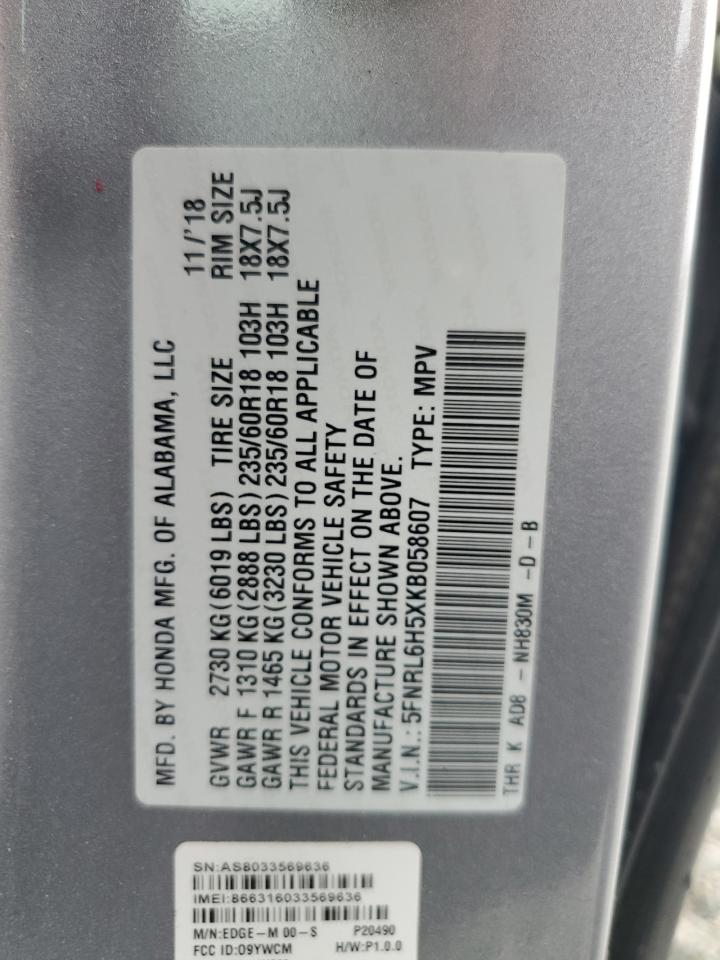 MFD. BY HONDA MFG. OF ALABAMA, LLC 11/'18
GVWR 2730 KG(6019 LBS) TIRE SIZE RIM SIZE
GAWR F 1310 KG(2888 LBS)235/60R18 103H 18X7.5J
GAWR R 1465 KG(3230 LBS)235/60R18 103H 18X7.5J
THIS VEHICLE CONFORMS TO ALL APPLICABLE
FEDERAL MOTOR VEHICLE SAFETY
STANDARDS IN EFFECT ON THE DATE OF
MANUFACTURE SHOWN ABOVE.
V.I.N.: 5FNRL6H5XKB058607 TYPE: MPV
THR K AD8 - NH830M -D -B
SN:AS8033569636
IMEI:866316033569636
M/N:EDGE-M 00-S P20490
FCC ID:O9YWCM H/W:P1.0.0